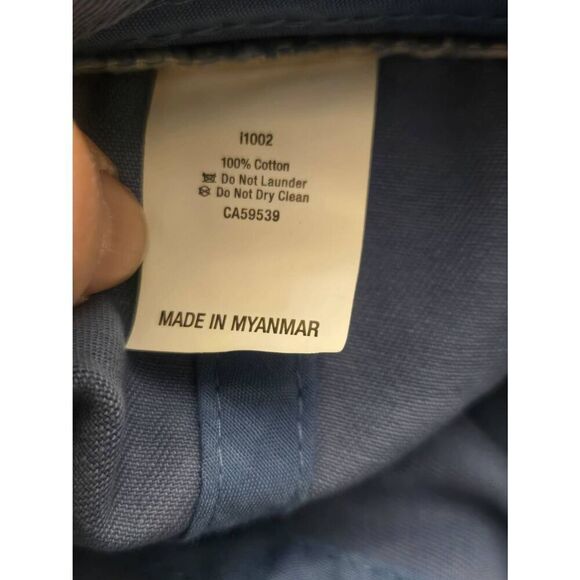 I1002
100% Cotton
Do Not Launder
Do Not Dry Clean
CA59539
MADE IN MYANMAR